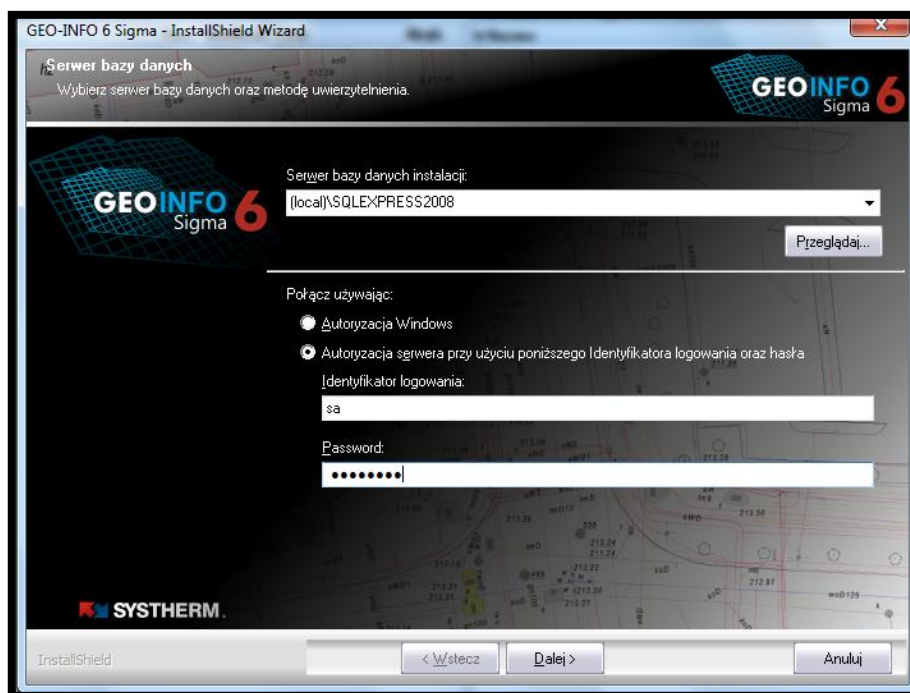 GEO-INFO 6 Sigma - InstallShield Wizard
Serwer bazy danych
Wybierz serwer bazy danych oraz metodę uwierzytelnienia.
GEOINFO 6
Sigma
GEOINFO 6
Sigma
Serwer bazy danych instalacji:
(local)\SQLEXPRESS2008
Przeglądaj...
Połącz używając:
Autoryzacja Windows
Autoryzacja serwera przy użyciu poniższego Identyfikatora logowania oraz hasła
Identyfikator logowania:
sa
Password:
••••••••
SYSTHERM.
InstallShield
< Wstecz
Dalej >
Anuluj